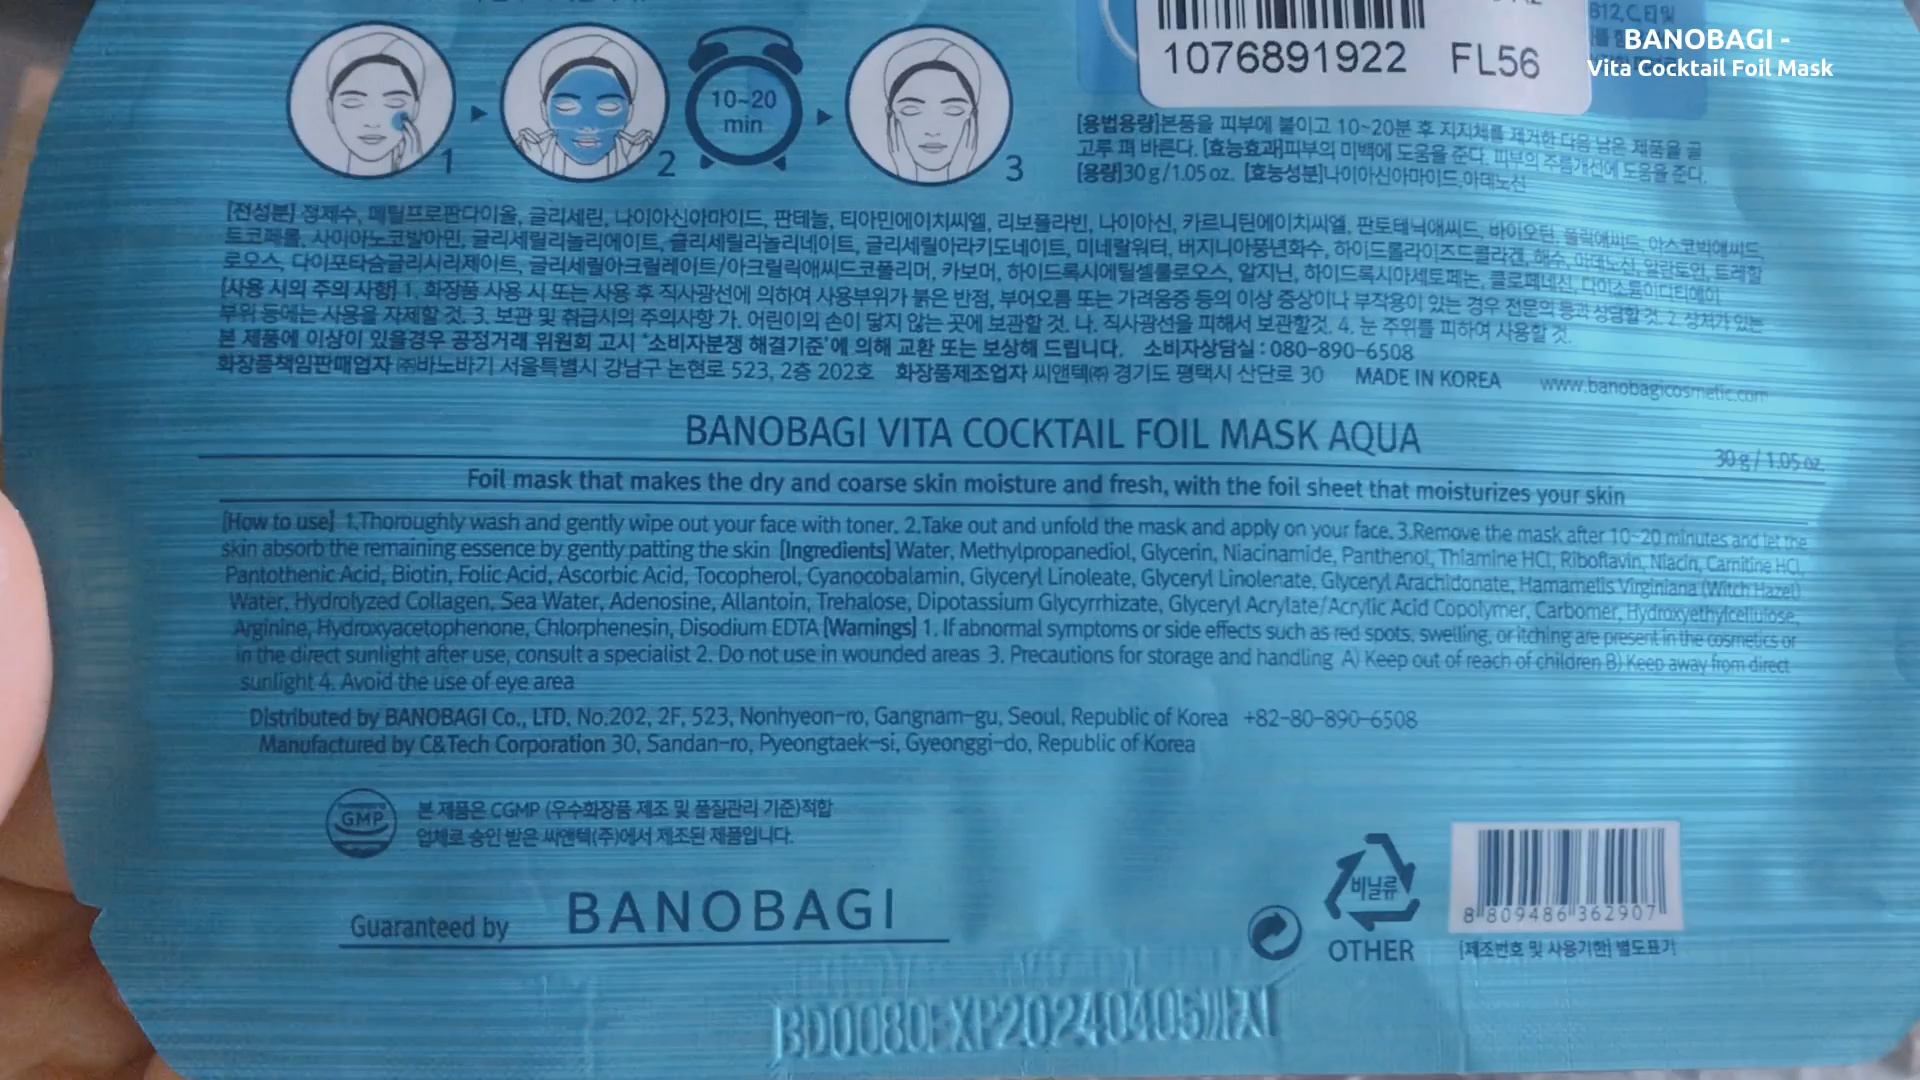 B12,C,E및
BANOBAGI -
Vita Cocktail Foil Mask
1076891922 FL56
10~20
min
1
2
3
[용법용량]본품을 피부에 붙이고 10~20분 후 지지체를 제거한 다음 남은 제품을 골
고루 펴 바른다. [효능효과]피부의 미백에 도움을 준다. 피부의 주름개선에 도움을 준다.
[용량]30g/1.05oz. [효능성분]나이아신아마이드,아데노신
[전성분] 정제수, 메틸프로판다이올, 글리세린, 나이아신아마이드, 판테놀, 티아민에이치씨엘, 리보플라빈, 나이아신, 카르니틴에이치씨엘, 판토테닉애씨드, 바이오틴, 폴릭애씨드, 아스코빅애씨드,
토코페롤, 사이아노코발아민, 글리세릴리놀리에이트, 글리세릴리놀리네이트, 글리세릴아라키도네이트, 미네랄워터, 버지니아풍년화수, 하이드롤라이즈드콜라겐, 해수, 아데노신, 알란토인, 트레할
로오스, 다이포타슘글리시리제이트, 글리세릴아크릴레이트/아크릴릭애씨드코폴리머, 카보머, 하이드록시에틸셀룰로오스, 알지닌, 하이드록시아세토페논, 클로페네신, 다이소듐이디티에이
[사용 시의 주의 사항] 1. 화장품 사용 시 또는 사용 후 직사광선에 의하여 사용부위가 붉은 반점, 부어오름 또는 가려움증 등의 이상 증상이나 부작용이 있는 경우 전문의 등과 상담할 것. 2. 상처가 있는
부위 등에는 사용을 자제할 것. 3. 보관 및 취급시의 주의사항 가. 어린이의 손이 닿지 않는 곳에 보관할 것. 나. 직사광선을 피해서 보관할것. 4. 눈 주위를 피하여 사용할 것.
본 제품에 이상이 있을경우 공정거래 위원회 고시 '소비자분쟁 해결기준'에 의해 교환 또는 보상해 드립니다. 소비자상담실 : 080-890-6508
화장품책임판매업자 ㈜바노바기 서울특별시 강남구 논현로 523, 2층 202호 화장품제조업자 씨앤텍㈜ 경기도 평택시 산단로 30 MADE IN KOREA www.banobagicosmetic.com
BANOBAGI VITA COCKTAIL FOIL MASK AQUA
30 g / 1.05 oz.
Foil mask that makes the dry and coarse skin moisture and fresh, with the foil sheet that moisturizes your skin
[How to use] 1.Thoroughly wash and gently wipe out your face with toner. 2.Take out and unfold the mask and apply on your face. 3.Remove the mask after 10~20 minutes and let the
skin absorb the remaining essence by gently patting the skin [Ingredients] Water, Methylpropanediol, Glycerin, Niacinamide, Panthenol, Thiamine HCl, Riboflavin, Niacin, Carnitine HCl,
Pantothenic Acid, Biotin, Folic Acid, Ascorbic Acid, Tocopherol, Cyanocobalamin, Glyceryl Linoleate, Glyceryl Linolenate, Glyceryl Arachidonate, Hamamelis Virginiana (Witch Hazel)
Water, Hydrolyzed Collagen, Sea Water, Adenosine, Allantoin, Trehalose, Dipotassium Glycyrrhizate, Glyceryl Acrylate/Acrylic Acid Copolymer, Carbomer, Hydroxyethylcellulose,
Arginine, Hydroxyacetophenone, Chlorphenesin, Disodium EDTA [Warnings] 1. If abnormal symptoms or side effects such as red spots, swelling, or itching are present in the cosmetics or
in the direct sunlight after use, consult a specialist 2. Do not use in wounded areas 3. Precautions for storage and handling A) Keep out of reach of children B) Keep away from direct
sunlight 4. Avoid the use of eye area
Distributed by BANOBAGI Co., LTD. No.202, 2F, 523, Nonhyeon-ro, Gangnam-gu, Seoul, Republic of Korea +82-80-890-6508
Manufactured by C&Tech Corporation 30, Sandan-ro, Pyeongtaek-si, Gyeonggi-do, Republic of Korea
GMP
본 제품은 CGMP (우수화장품 제조 및 품질관리 기준)적합
업체로 승인 받은 씨앤텍(주)에서 제조된 제품입니다.
Guaranteed by BANOBAGI
비닐류
OTHER
8 809486 362907
[제조번호 및 사용기한] 별도표기
BD0080EXP20240405까지